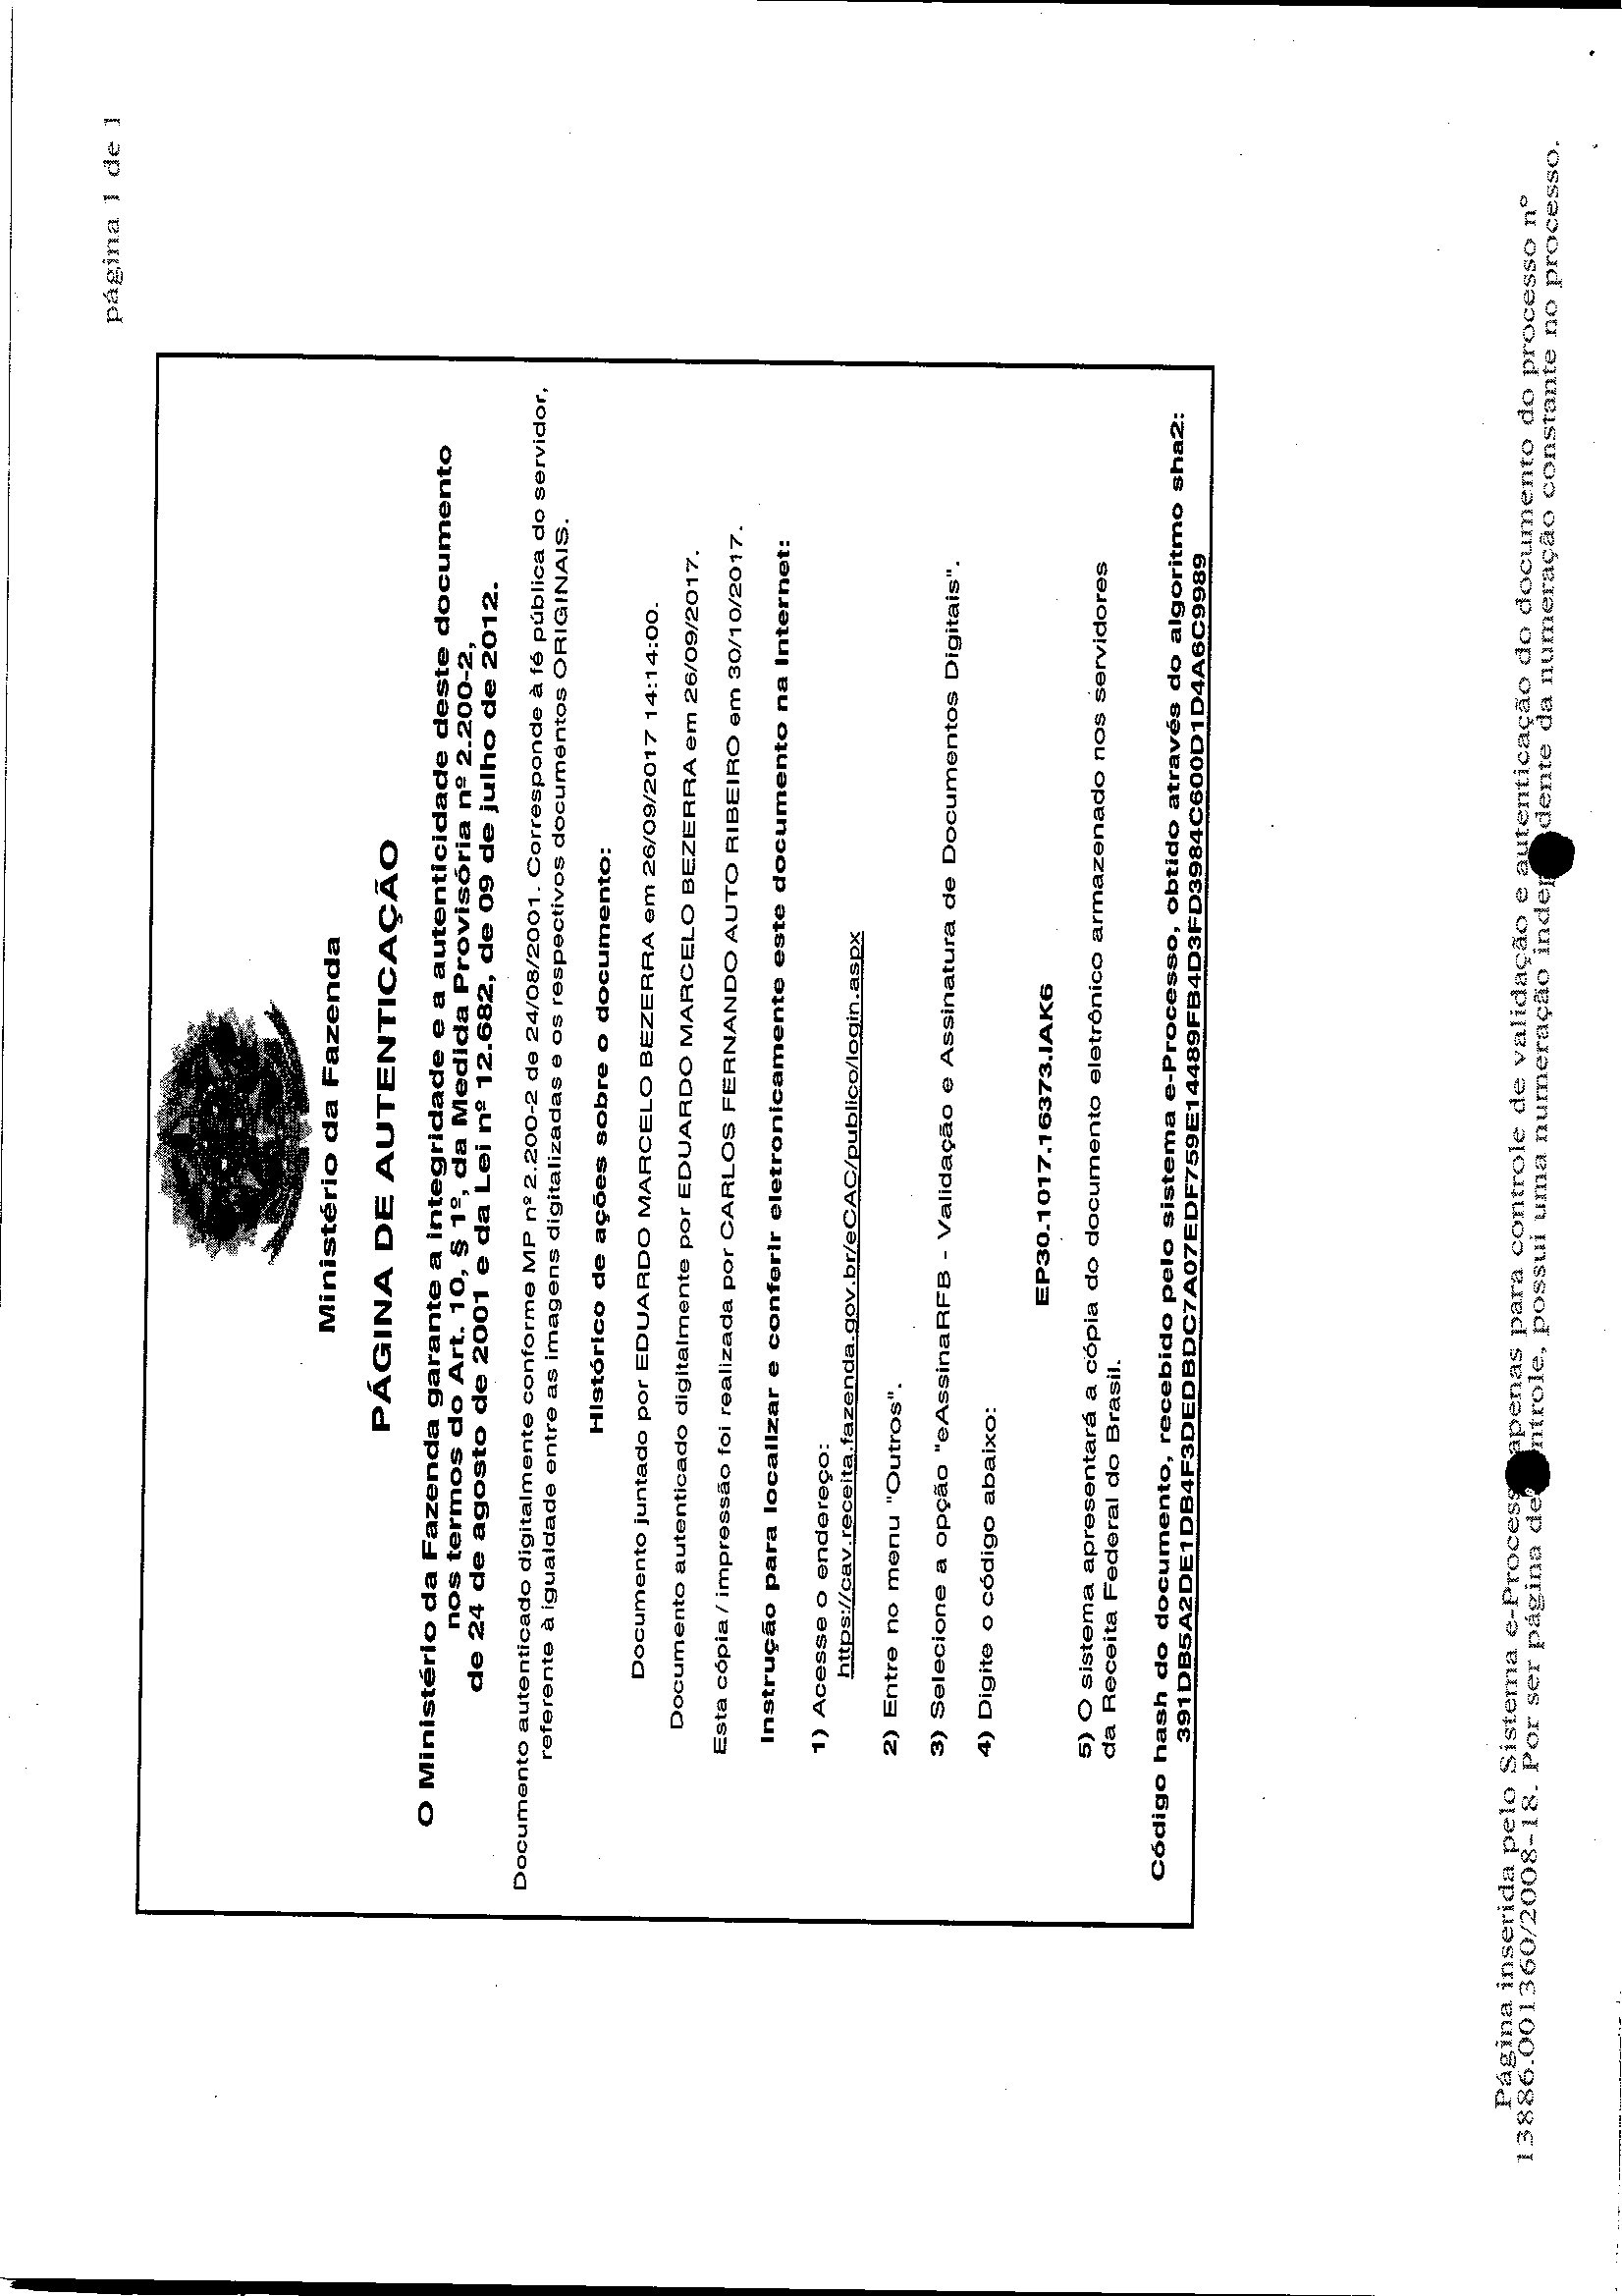 página 1 de 1
Ministério da Fazenda
PÁGINA DE AUTENTICAÇÃO
O Ministério da Fazenda garante a integridade e a autenticidade deste documento
nos termos do Art. 10, § 1º, da Medida Provisória nº 2.200-2,
de 24 de agosto de 2001 e da Lei nº 12.682, de 09 de julho de 2012.
Documento autenticado digitalmente conforme MP nº 2.200-2 de 24/08/2001. Corresponde à fé pública do servidor,
referente à igualdade entre as imagens digitalizadas e os respectivos documentos ORIGINAIS.
Histórico de ações sobre o documento:
Documento juntado por EDUARDO MARCELO BEZERRA em 26/09/2017 14:14:00.
Documento autenticado digitalmente por EDUARDO MARCELO BEZERRA em 26/09/2017.
Esta cópia / impressão foi realizada por CARLOS FERNANDO AUTO RIBEIRO em 30/10/2017.
Instrução para localizar e conferir eletronicamente este documento na Internet:
1) Acesse o endereço:
https://cav.receita.fazenda.gov.br/eCAC/publico/login.aspx
2) Entre no menu "Outros".
3) Selecione a opção "eAssinaRFB - Validação e Assinatura de Documentos Digitais".
4) Digite o código abaixo:
EP30.1017.16373.IAK6
5) O sistema apresentará a cópia do documento eletrônico armazenado nos servidores
da Receita Federal do Brasil.
Código hash do documento, recebido pelo sistema e-Processo, obtido através do algoritmo sha2:
391DB5A2DE1DB4F3DEDBDC7A07EDF759E14489FB4D3FD3984C600D1D4A6C9989
Página inserida pelo Sistema e-Process apenas para controle de validação e autenticação do documento do processo nº
13886.001360/2008-18. Por ser página de ntrole, possui uma numeração indep dente da numeração constante no processo.